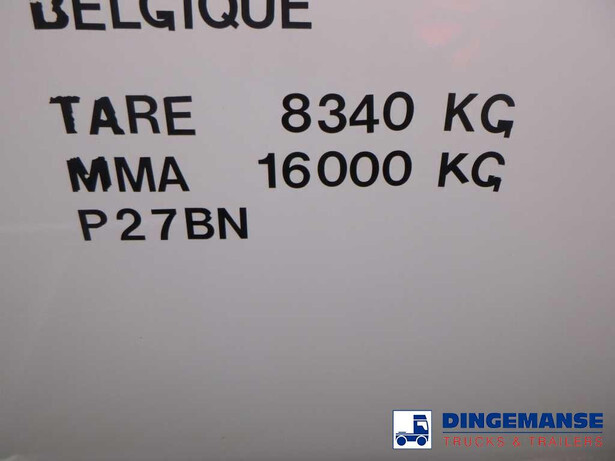 BELGIQUE
TARE 8340 KG
MMA 16000 KG
P27BN
DINGEMANSE
TRUCKS & TRAILERS